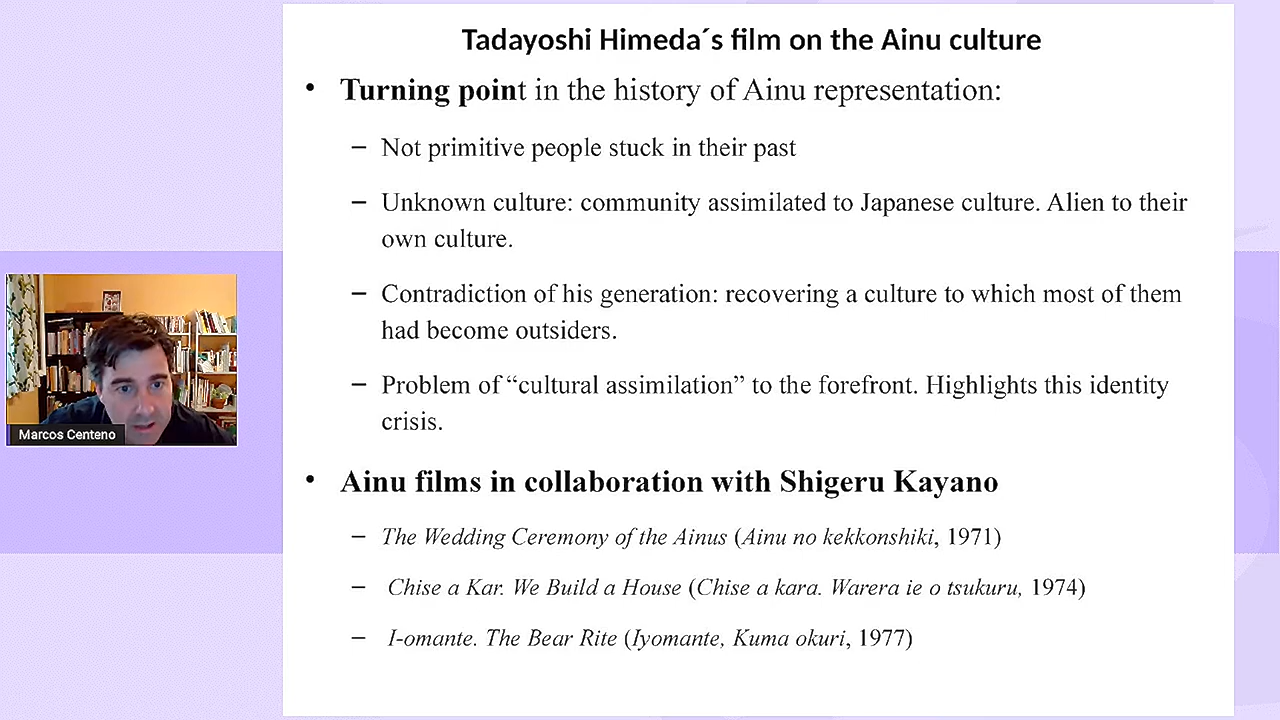 Tadayoshi Himeda´s film on the Ainu culture
• Turning point in the history of Ainu representation:
– Not primitive people stuck in their past
– Unknown culture: community assimilated to Japanese culture. Alien to their
own culture.
– Contradiction of his generation: recovering a culture to which most of them
had become outsiders.
– Problem of “cultural assimilation” to the forefront. Highlights this identity
crisis.
• Ainu films in collaboration with Shigeru Kayano
– The Wedding Ceremony of the Ainus (Ainu no kekkonshiki, 1971)
– Chise a Kar. We Build a House (Chise a kara. Warera ie o tsukuru, 1974)
– I-omante. The Bear Rite (Iyomante, Kuma okuri, 1977)
Marcos Centeno